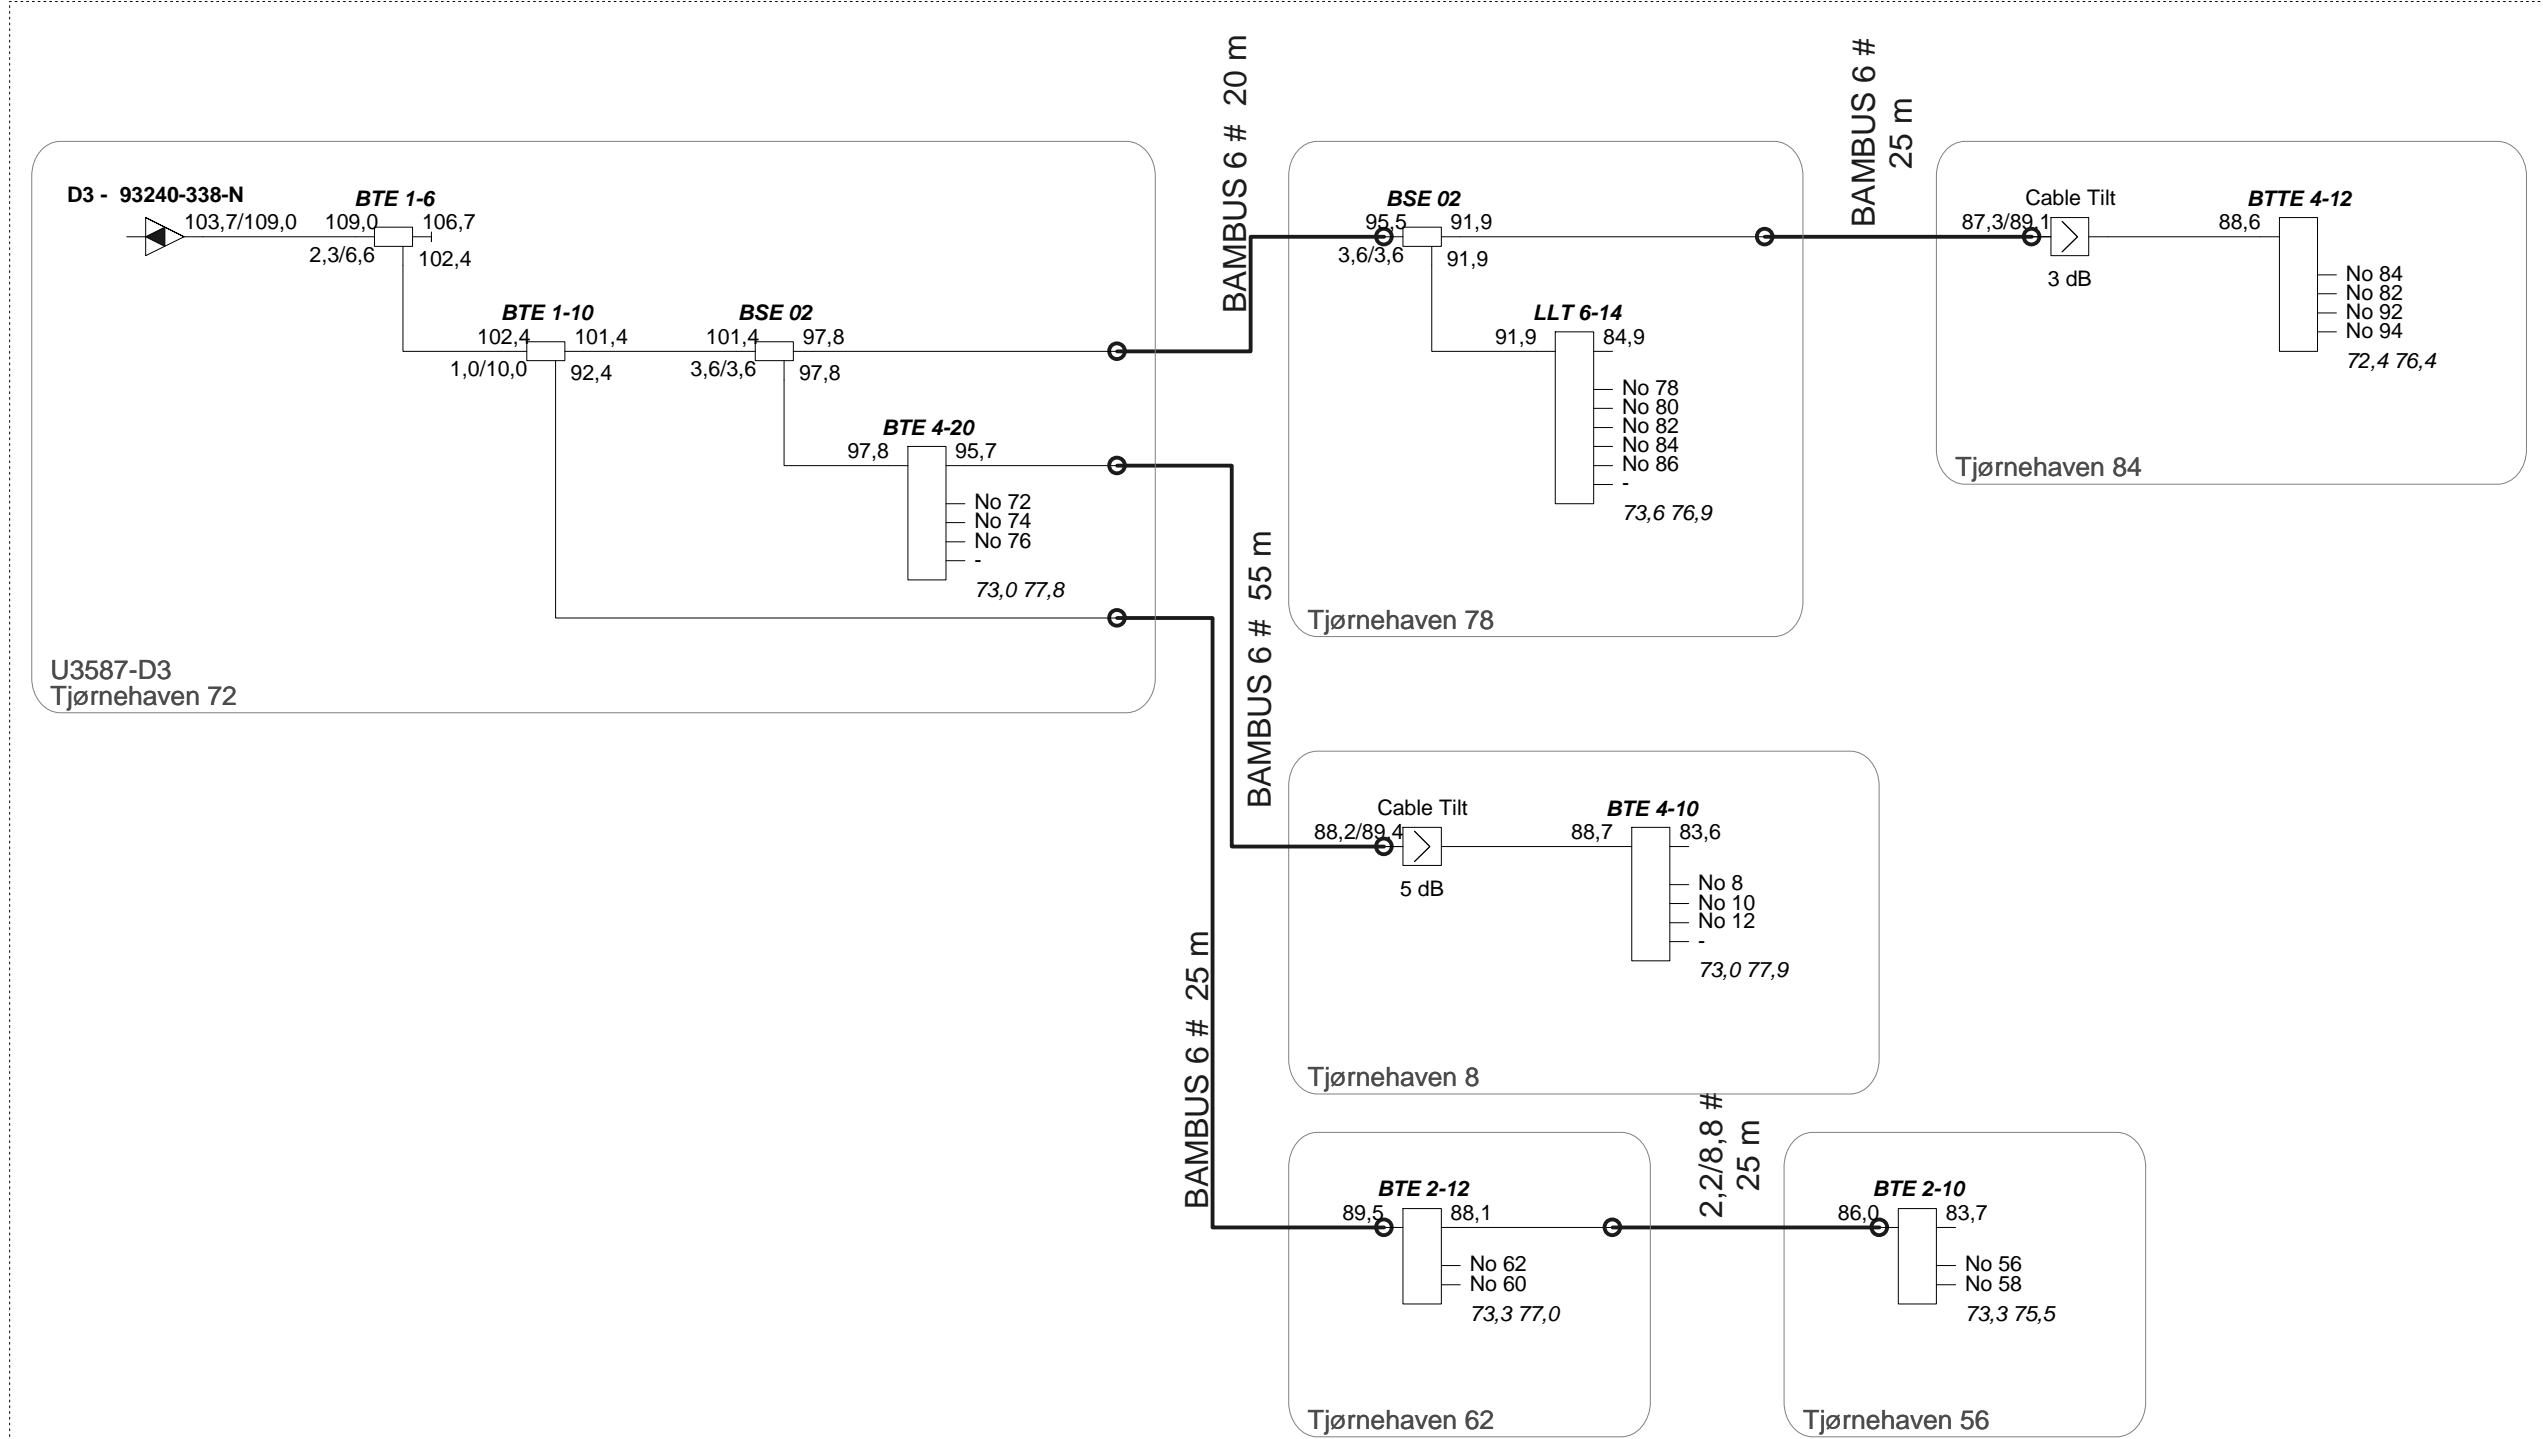 BAMBUS 6 # 20 m
BAMBUS 6 #
25 m
D3 - 93240-338-N
103,7/109,0
BTE 1-6
109,0
106,7
2,3/6,6
102,4
BTE 1-10
102,4
101,4
1,0/10,0
92,4
BSE 02
101,4
97,8
3,6/3,6
97,8
BTE 4-20
97,8
95,7
No 72
No 74
No 76
-
73,0 77,8
U3587-D3
Tjørnehaven 72
BSE 02
95,5
91,9
3,6/3,6
91,9
LLT 6-14
91,9
84,9
No 78
No 80
No 82
No 84
No 86
-
73,6 76,9
Tjørnehaven 78
Cable Tilt
87,3/89,1
3 dB
BTTE 4-12
88,6
No 84
No 82
No 92
No 94
72,4 76,4
Tjørnehaven 84
BAMBUS 6 # 55 m
Cable Tilt
88,2/89,4
5 dB
BTE 4-10
88,7
83,6
No 8
No 10
No 12
-
73,0 77,9
Tjørnehaven 8
BAMBUS 6 # 25 m
BTE 2-12
89,5
88,1
No 62
No 60
73,3 77,0
Tjørnehaven 62
2,2/8,8 #
25 m
BTE 2-10
86,0
83,7
No 56
No 58
73,3 75,5
Tjørnehaven 56